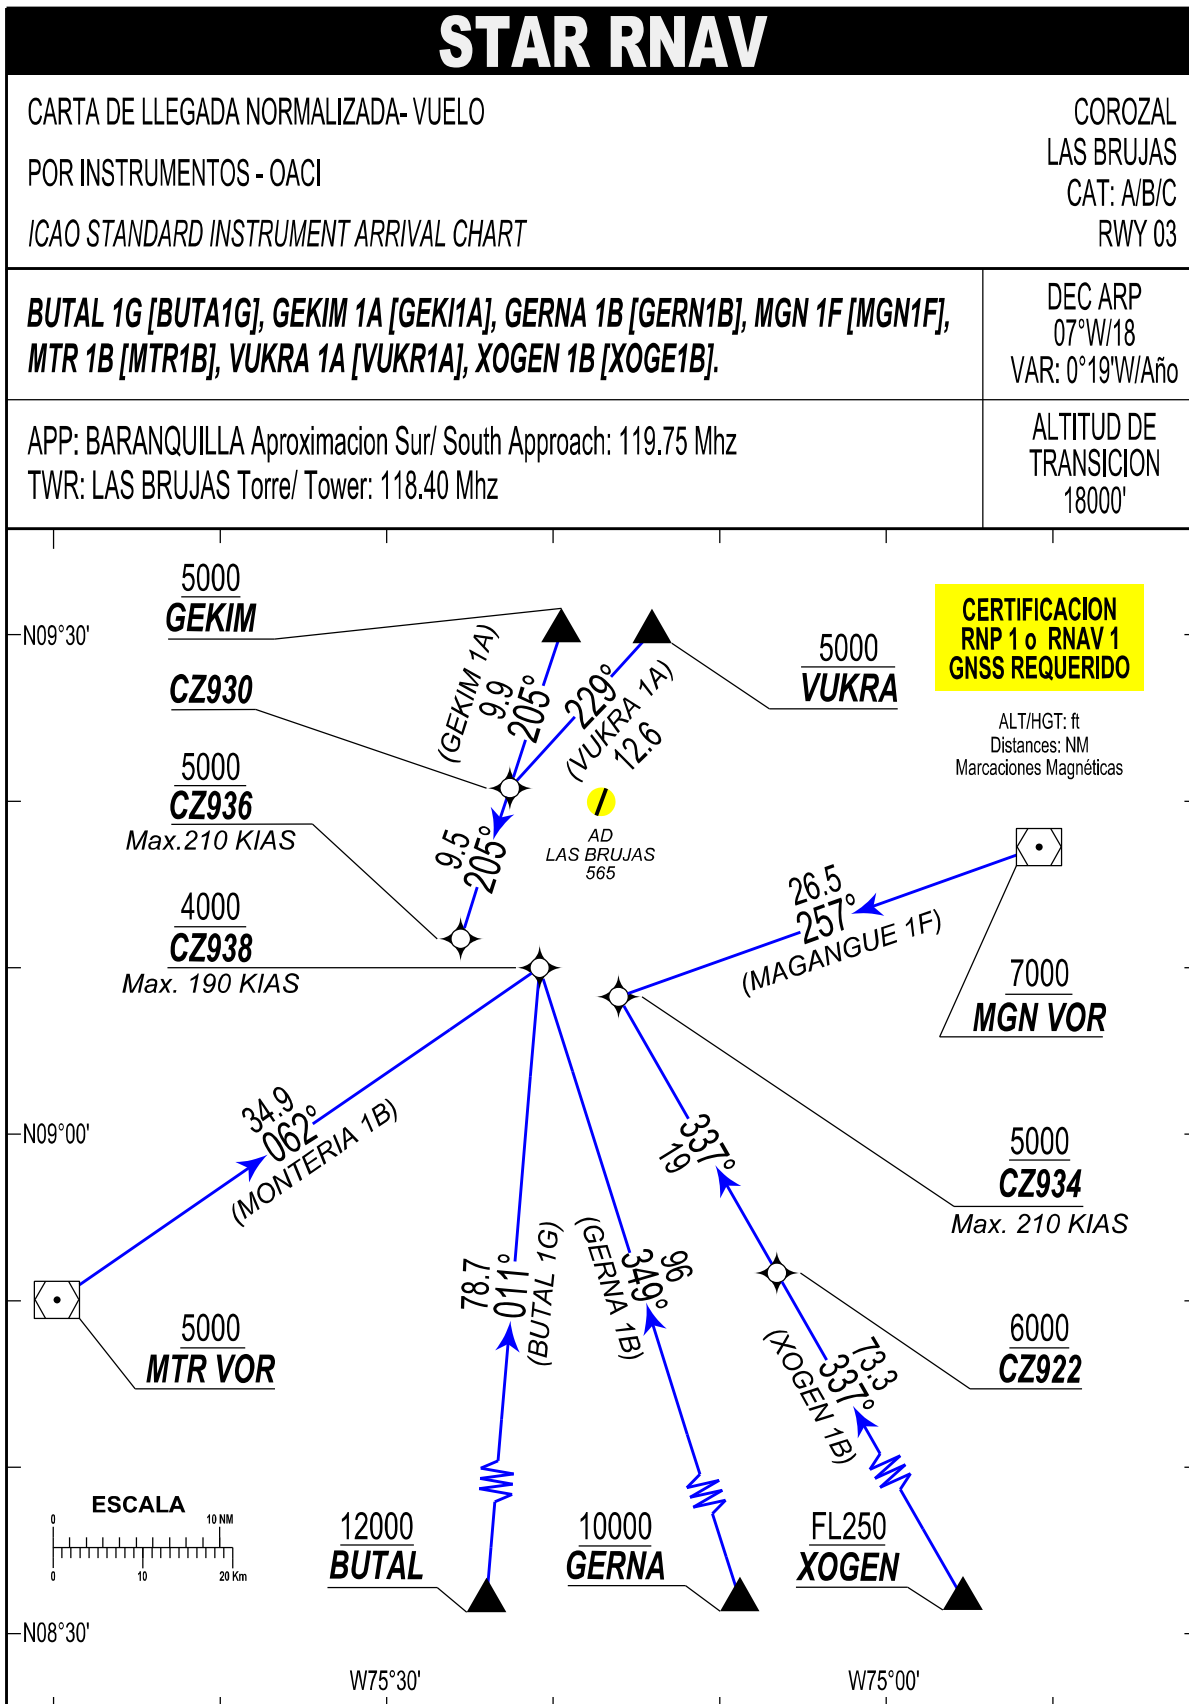 STAR RNAV
CARTA DE LLEGADA NORMALIZADA- VUELO
POR INSTRUMENTOS - OACI
ICAO STANDARD INSTRUMENT ARRIVAL CHART
COROZAL
LAS BRUJAS
CAT: A/B/C
RWY 03
BUTAL 1G [BUTA1G], GEKIM 1A [GEKI1A], GERNA 1B [GERN1B], MGN 1F [MGN1F],
MTR 1B [MTR1B], VUKRA 1A [VUKR1A], XOGEN 1B [XOGE1B].
DEC ARP
07°W/18
VAR: 0°19'W/Año
APP: BARANQUILLA Aproximacion Sur/ South Approach: 119.75 Mhz
TWR: LAS BRUJAS Torre/ Tower: 118.40 Mhz
ALTITUD DE
TRANSICION
18000'
5000
GEKIM
N09°30'
CZ930
5000
CZ936
Max.210 KIAS
4000
CZ938
Max. 190 KIAS
(GEKIM 1A)
9.9
205°
229°
(VUKRA 1A)
12.6
5000
VUKRA
CERTIFICACION
RNP 1 o RNAV 1
GNSS REQUERIDO
ALT/HGT: ft
Distances: NM
Marcaciones Magnéticas
9.5
205°
AD
LAS BRUJAS
565
26.5
257°
(MAGANGUE 1F)
7000
MGN VOR
34.9
062°
(MONTERIA 1B)
N09°00'
337°
19
5000
CZ934
Max. 210 KIAS
78.7
011°
(BUTAL 1G)
96
349°
(GERNA 1B)
5000
MTR VOR
73.3
337°
(XOGEN 1B)
6000
CZ922
ESCALA
0 10 NM
0 10 20 Km
12000
BUTAL
10000
GERNA
FL250
XOGEN
N08°30'
W75°30'
W75°00'